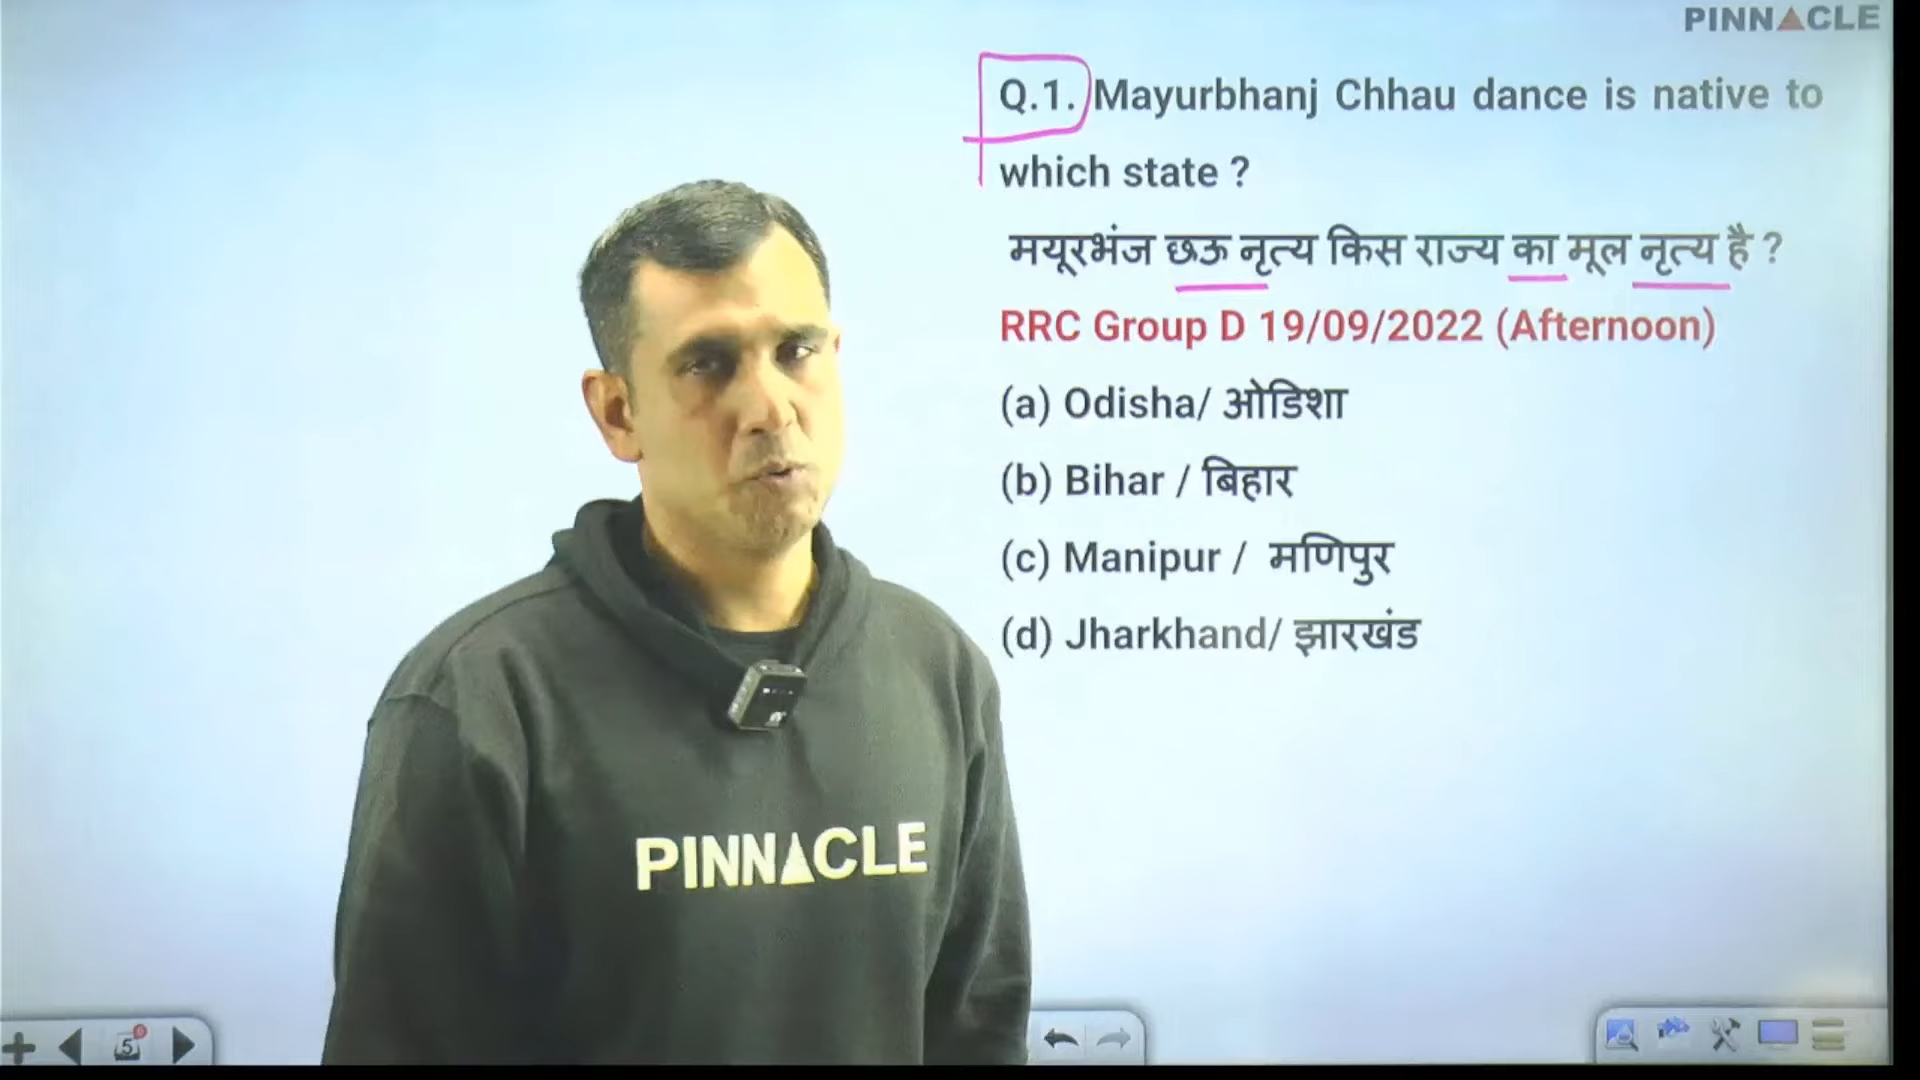 PINNACLE
Q.1. Mayurbhanj Chhau dance is native to
which state ?
मयूरभंज छऊ नृत्य किस राज्य का मूल नृत्य है ?
RRC Group D 19/09/2022 (Afternoon)
(a) Odisha/ ओडिशा
(b) Bihar / बिहार
(c) Manipur / मणिपुर
(d) Jharkhand/ झारखंड
PINNACLE
5